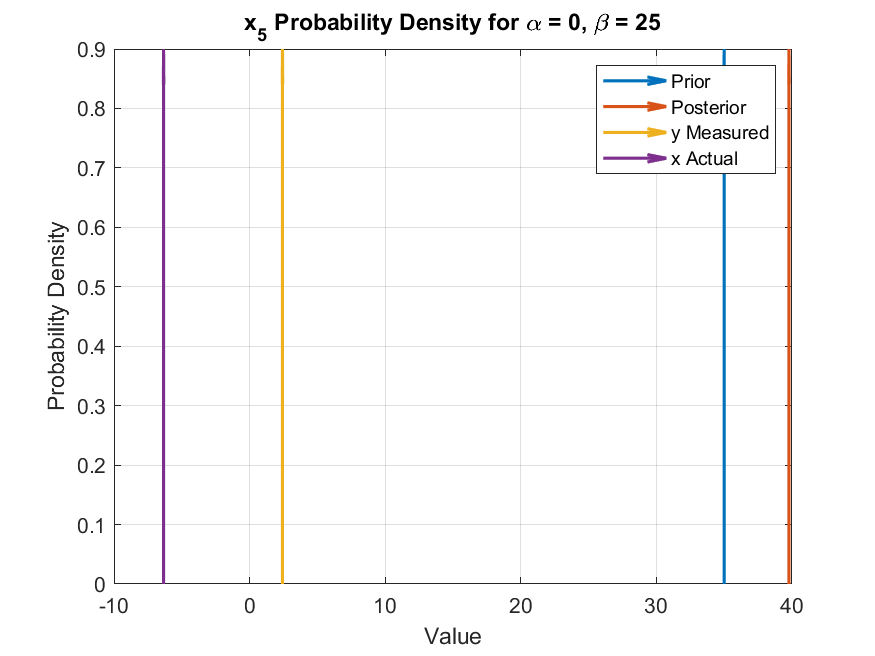 x5 Probability Density for α = 0, β = 25
0.9
0.8
0.7
0.6
0.5
0.4
0.3
0.2
0.1
0
Probability Density
Prior
Posterior
y Measured
x Actual
-10 0 10 20 30 40
Value